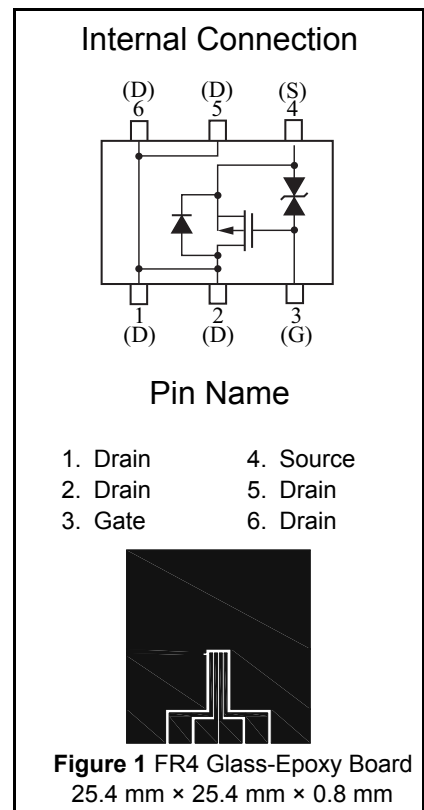 Internal Connection
(D) (D) (S)
6 5 4
1 2 3
(D) (D) (G)
Pin Name
1. Drain 4. Source
2. Drain 5. Drain
3. Gate 6. Drain
Figure 1 FR4 Glass-Epoxy Board
25.4 mm × 25.4 mm × 0.8 mm